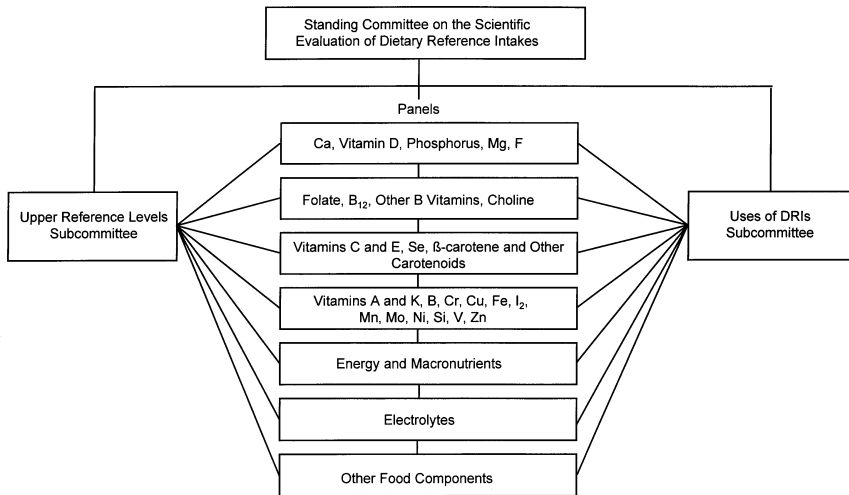 Standing Committee on the Scientific
Evaluation of Dietary Reference Intakes
Panels
Ca, Vitamin D, Phosphorus, Mg, F
Folate, B12, Other B Vitamins, Choline
Upper Reference Levels
Subcommittee
Uses of DRIs
Subcommittee
Vitamins C and E, Se, ß-carotene and Other
Carotenoids
Vitamins A and K, B, Cr, Cu, Fe, I2,
Mn, Mo, Ni, Si, V, Zn
Energy and Macronutrients
Electrolytes
Other Food Components